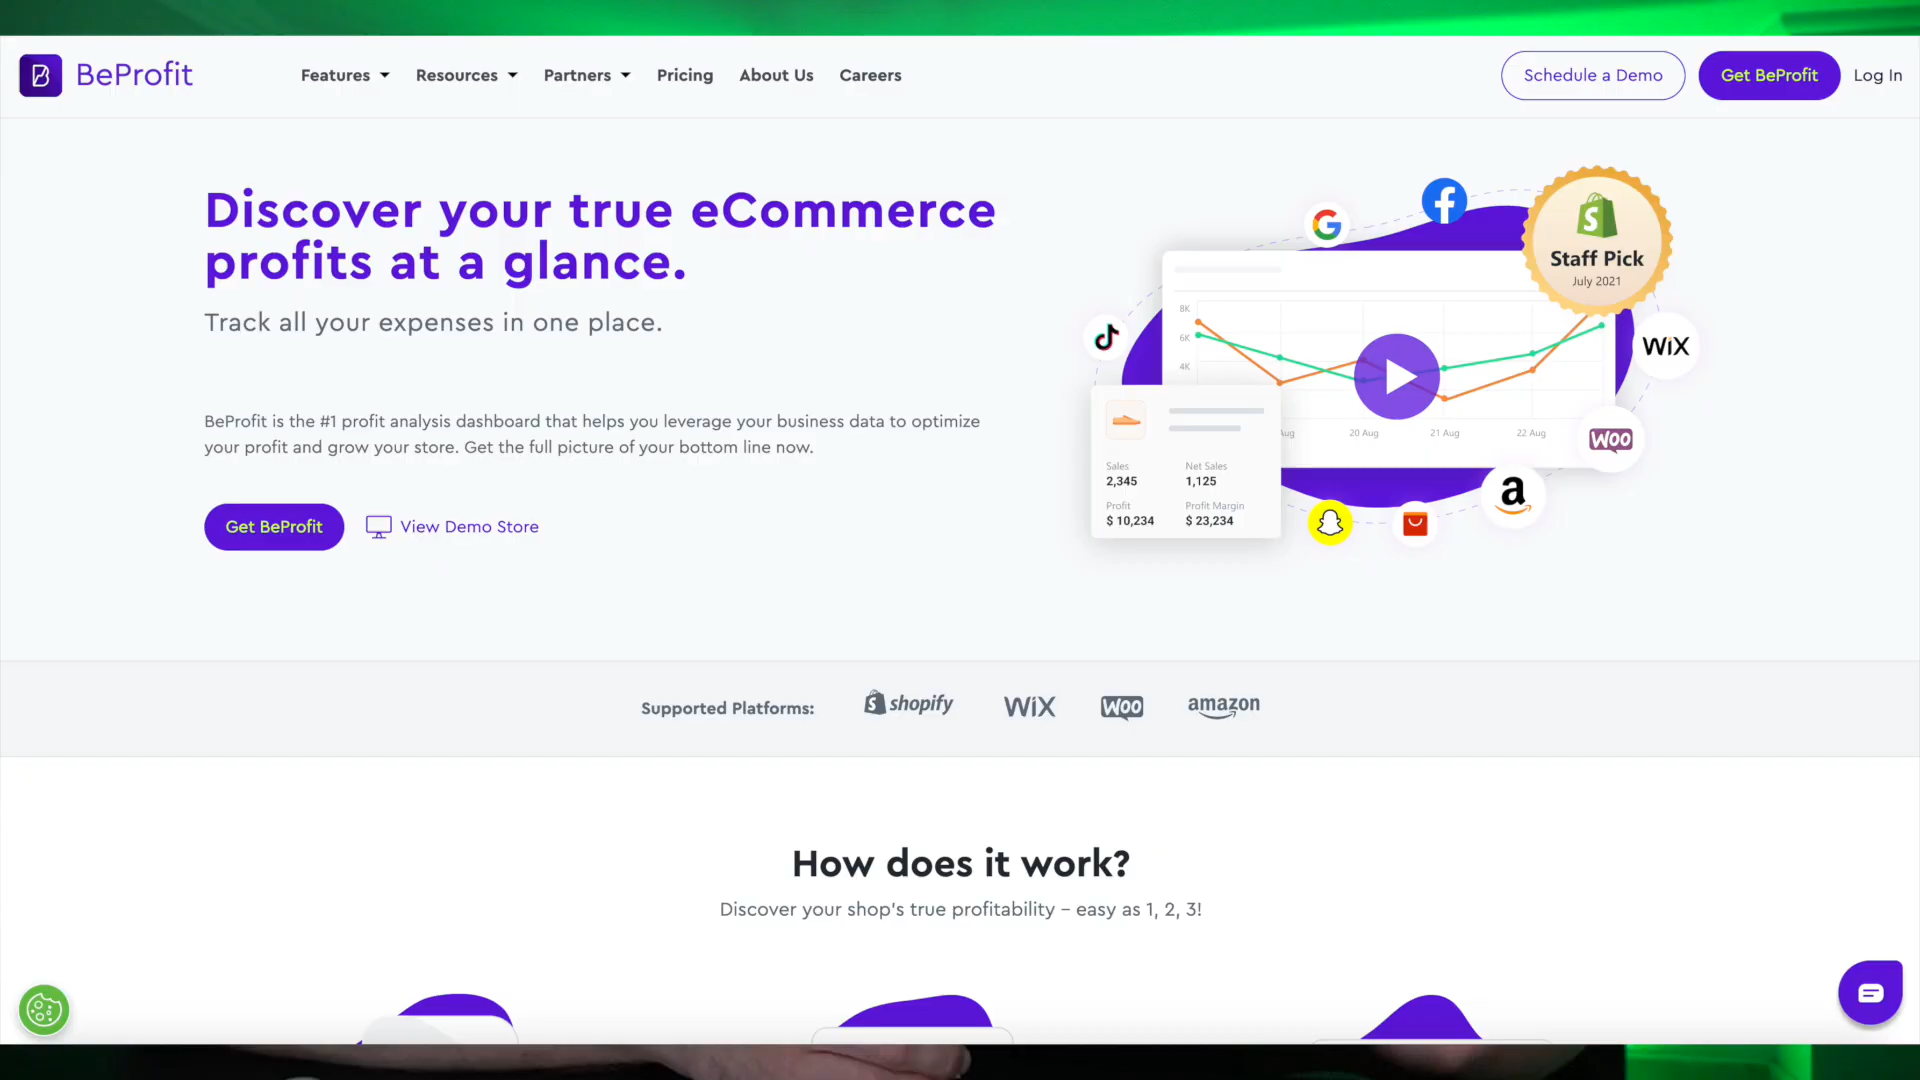 BeProfit
Features
Resources
Partners
Pricing
About Us
Careers
Schedule a Demo
Get BeProfit
Log In
Discover your true eCommerce
profits at a glance.
Track all your expenses in one place.
BeProfit is the #1 profit analysis dashboard that helps you leverage your business data to optimize
your profit and grow your store. Get the full picture of your bottom line now.
Get BeProfit
View Demo Store
Staff Pick
July 2021
WiX
Woo
8K
6K
4K
Aug
20 Aug
21 Aug
22 Aug
Sales
2,345
Net Sales
1,125
Profit
$ 10,234
Profit Margin
$ 23,234
Supported Platforms:
shopify
WiX
Woo
amazon
How does it work?
Discover your shop's true profitability – easy as 1, 2, 3!